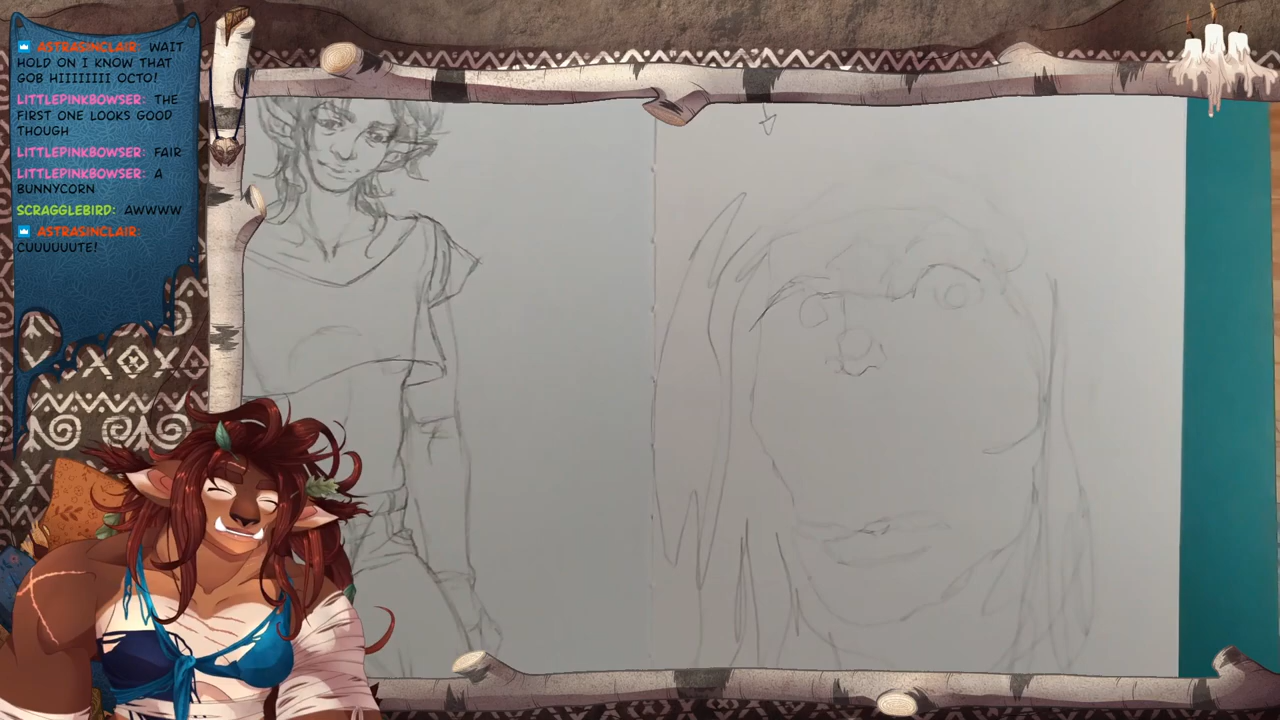 ASTRASINCLAIR: WAIT
HOLD ON I KNOW THAT
GOB HIIIIIII OCTO!
LITTLEPINKBOWSER: THE
FIRST ONE LOOKS GOOD
THOUGH
LITTLEPINKBOWSER: FAIR
LITTLEPINKBOWSER: A
BUNNYCORN
SCRAGGLEBIRD: AWWWW
ASTRASINCLAIR:
CUUUUUUTE!